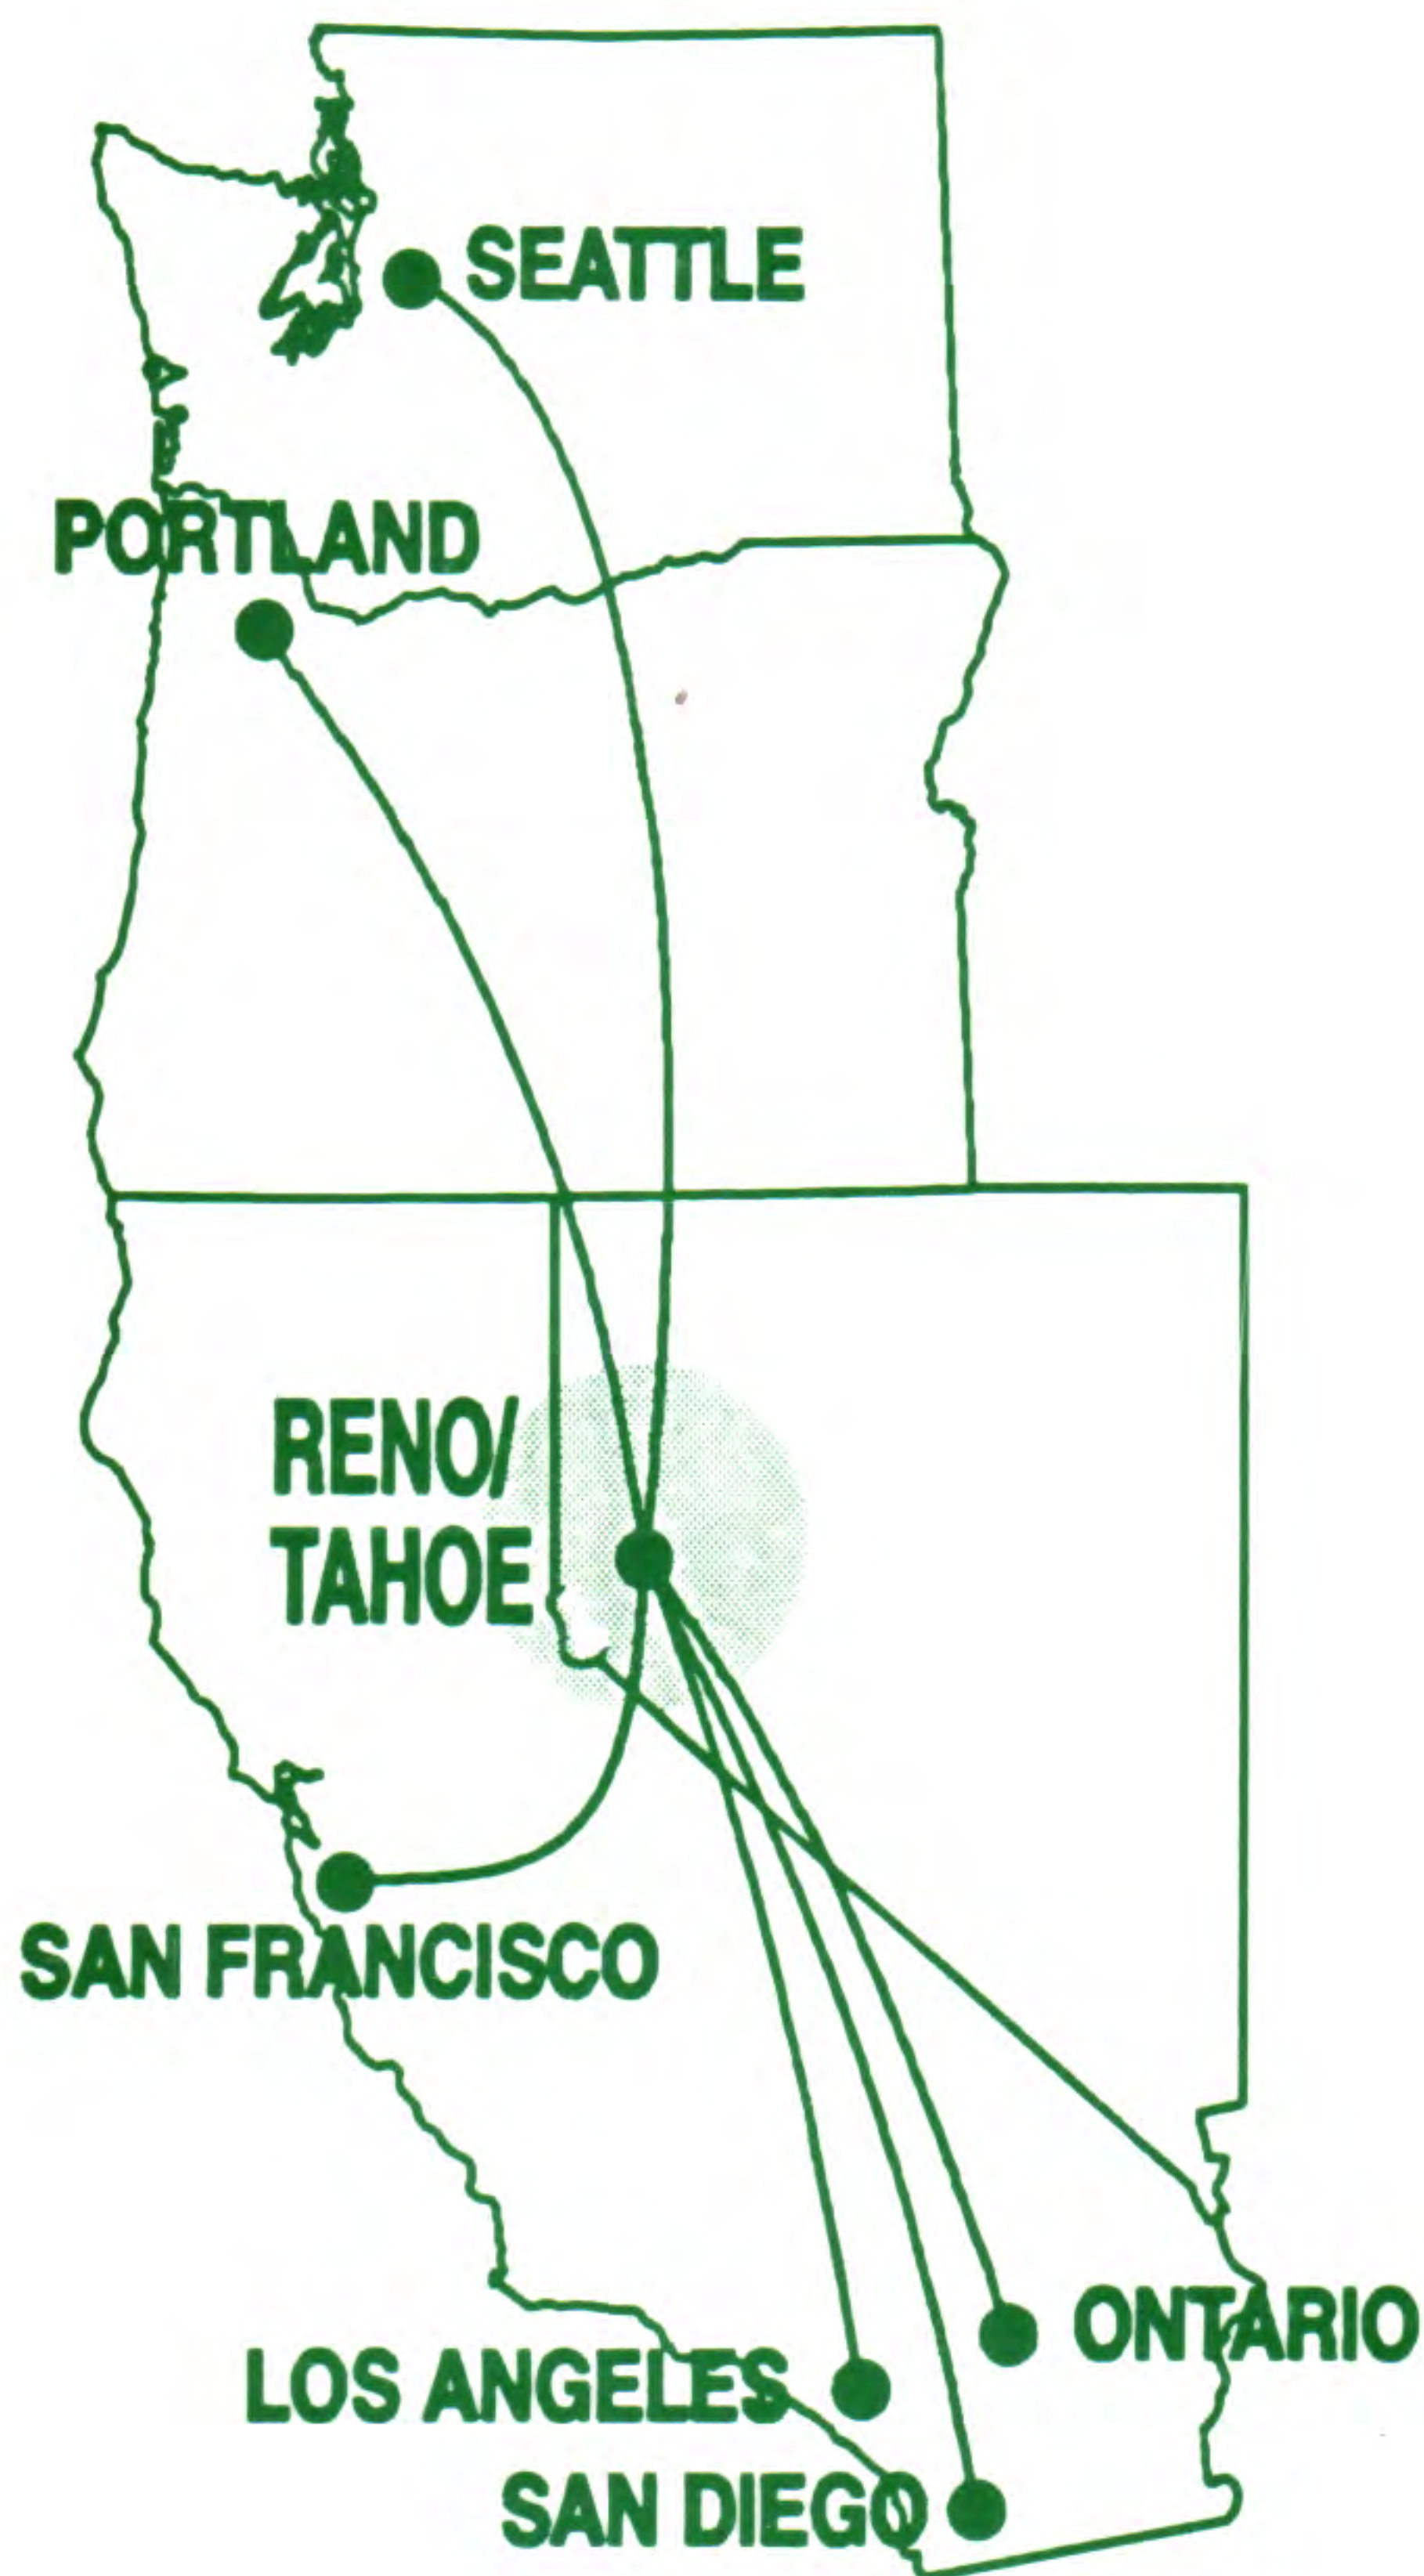 SEATTLE
PORTLAND
RENO/
TAHOE
SAN FRANCISCO
ONTARIO
LOS ANGELES
SAN DIEGO